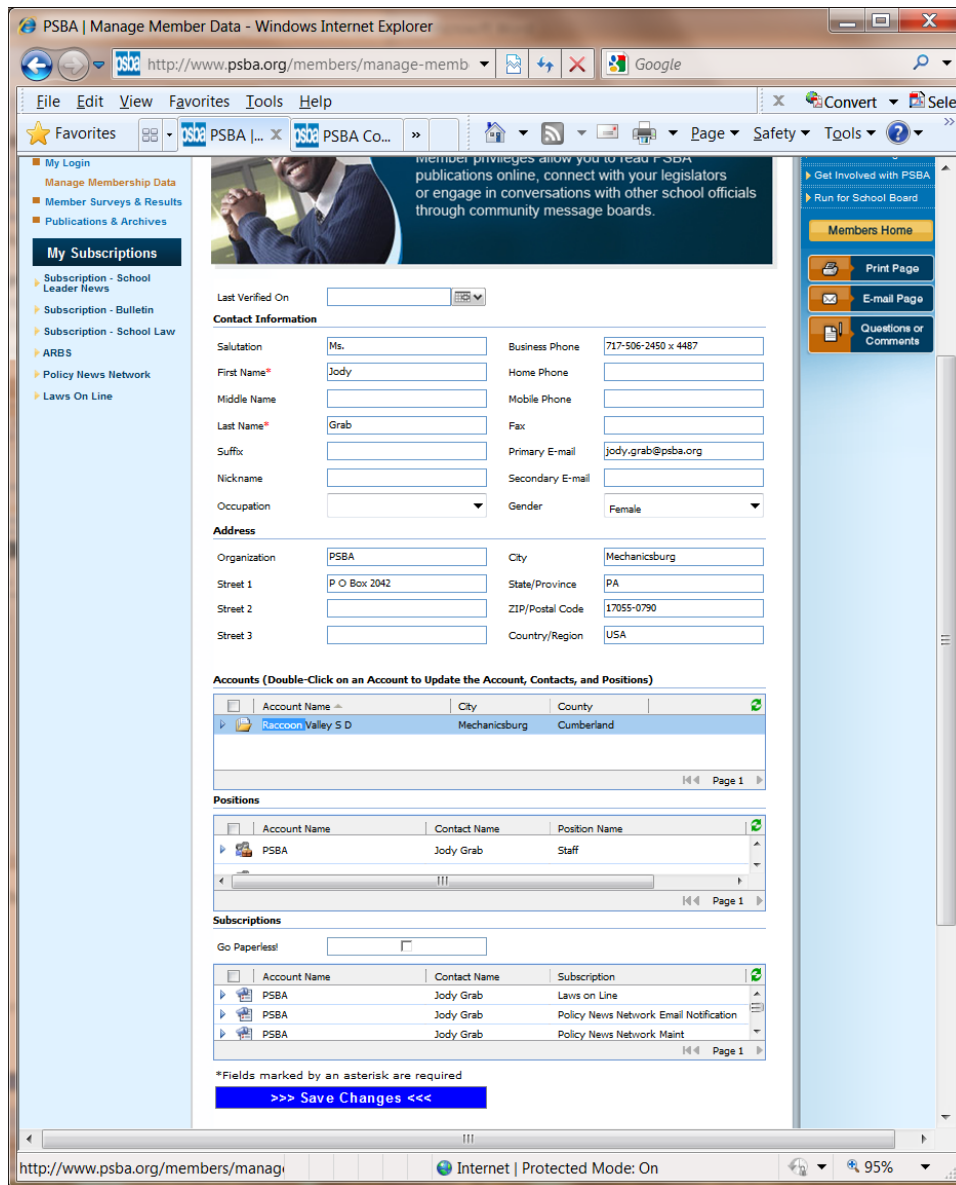 PSBA | Manage Member Data - Windows Internet Explorer
psba http://www.psba.org/members/manage-memb Google
File Edit View Favorites Tools Help x Convert Sele
Favorites psba PSBA |... X psba PSBA Co... » Page Safety Tools »
My Login
Manage Membership Data
Member Surveys & Results
Publications & Archives
My Subscriptions
Subscription - School
Leader News
Subscription - Bulletin
Subscription - School Law
ARBS
Policy News Network
Laws On Line
Member privileges allow you to read PSBA
publications online, connect with your legislators
or engage in conversations with other school officials
through community message boards.
Get Involved with PSBA
Run for School Board
Members Home
Print Page
E-mail Page
Questions or
Comments
Last Verified On
Contact Information
Salutation Ms. Business Phone 717-506-2450 x 4487
First Name* Jody Home Phone
Middle Name Mobile Phone
Last Name* Grab Fax
Suffix Primary E-mail jody.grab@psba.org
Nickname Secondary E-mail
Occupation Gender Female
Address
Organization PSBA City Mechanicsburg
Street 1 P O Box 2042 State/Province PA
Street 2 ZIP/Postal Code 17055-0790
Street 3 Country/Region USA
Accounts (Double-Click on an Account to Update the Account, Contacts, and Positions)
Account Name City County
Raccoon Valley S D Mechanicsburg Cumberland
Page 1
Positions
Account Name Contact Name Position Name
PSBA Jody Grab Staff
Page 1
Subscriptions
Go Paperless!
Account Name Contact Name Subscription
PSBA Jody Grab Laws on Line
PSBA Jody Grab Policy News Network Email Notification
PSBA Jody Grab Policy News Network Maint
Page 1
*Fields marked by an asterisk are required
>>> Save Changes <<<
http://www.psba.org/members/manag Internet | Protected Mode: On 95%